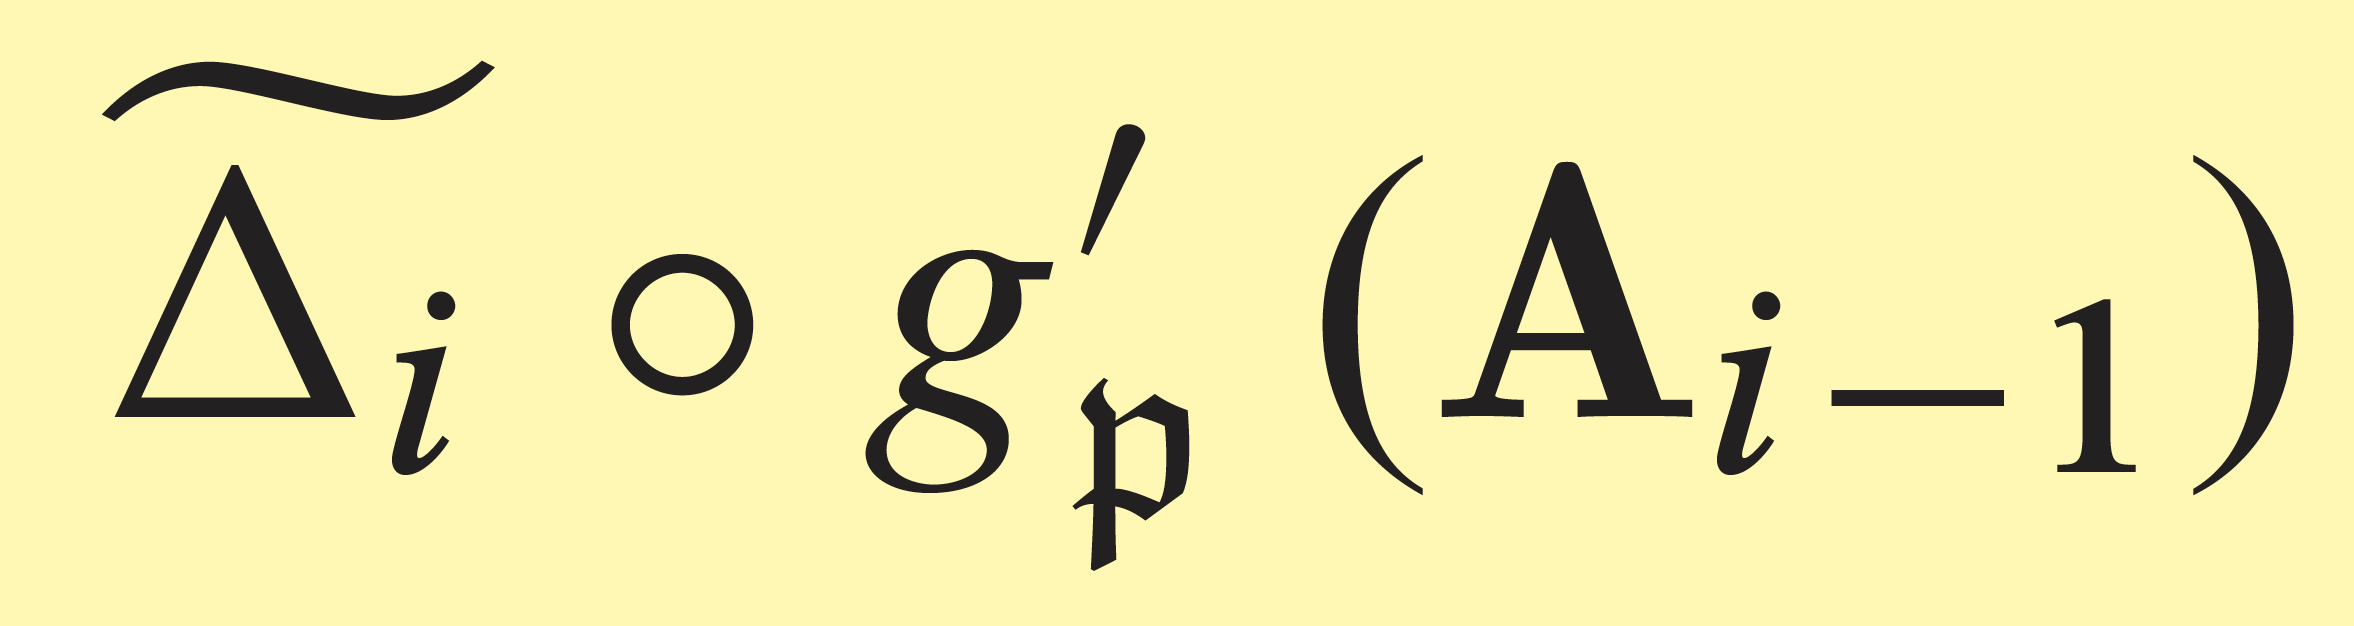 $\widetilde{\Delta_i} \circ g'_{\mathfrak{p}} (\mathbf{A}_{i-1})$